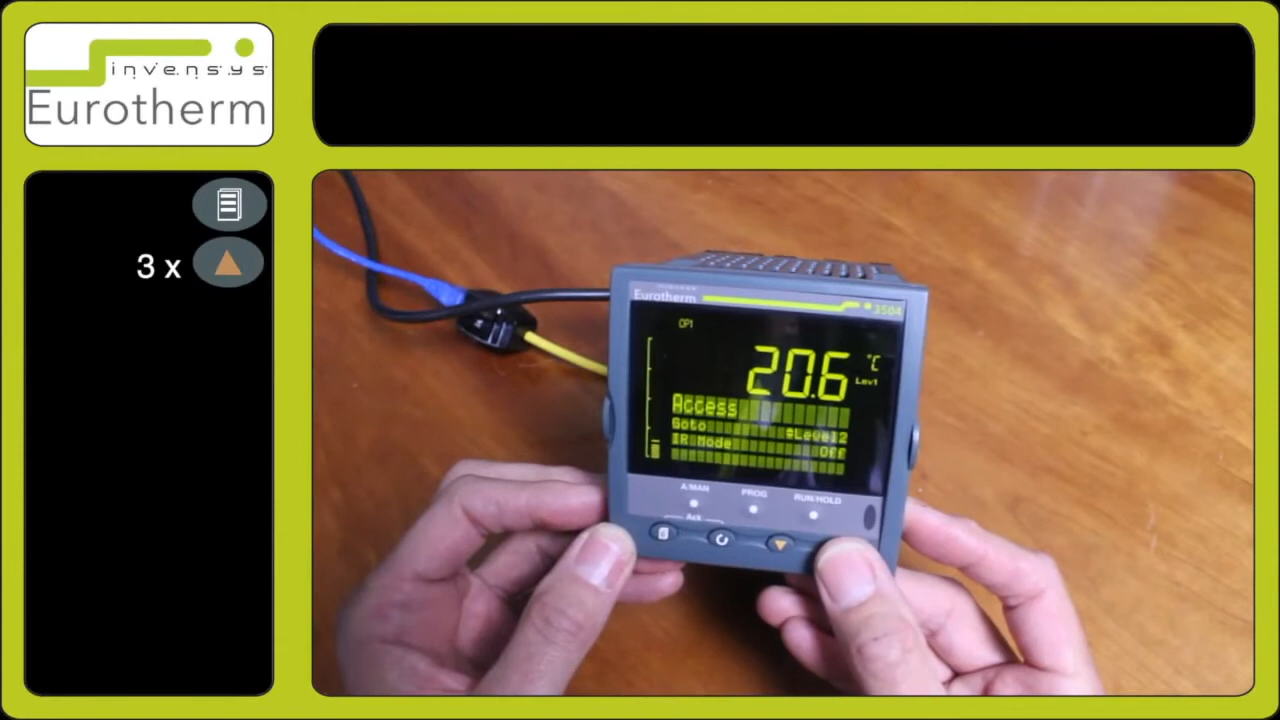 invensys
Eurotherm
3 x
Eurotherm
3504
OP1
20.6 °C
Lev1
Access
Goto Level2
IR Mode Off
A/MAN PROG RUN/HOLD
Ack